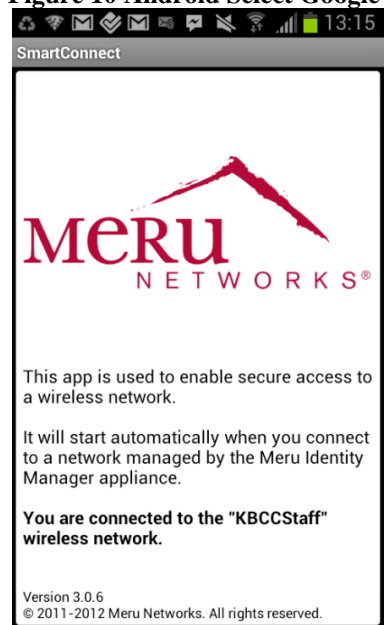 Figure 10 Android Select Google
13:15
SmartConnect
MERU
NETWORKS®
This app is used to enable secure access to
a wireless network.
It will start automatically when you connect
to a network managed by the Meru Identity
Manager appliance.
You are connected to the "KBCCStaff"
wireless network.
Version 3.0.6
© 2011-2012 Meru Networks. All rights reserved.